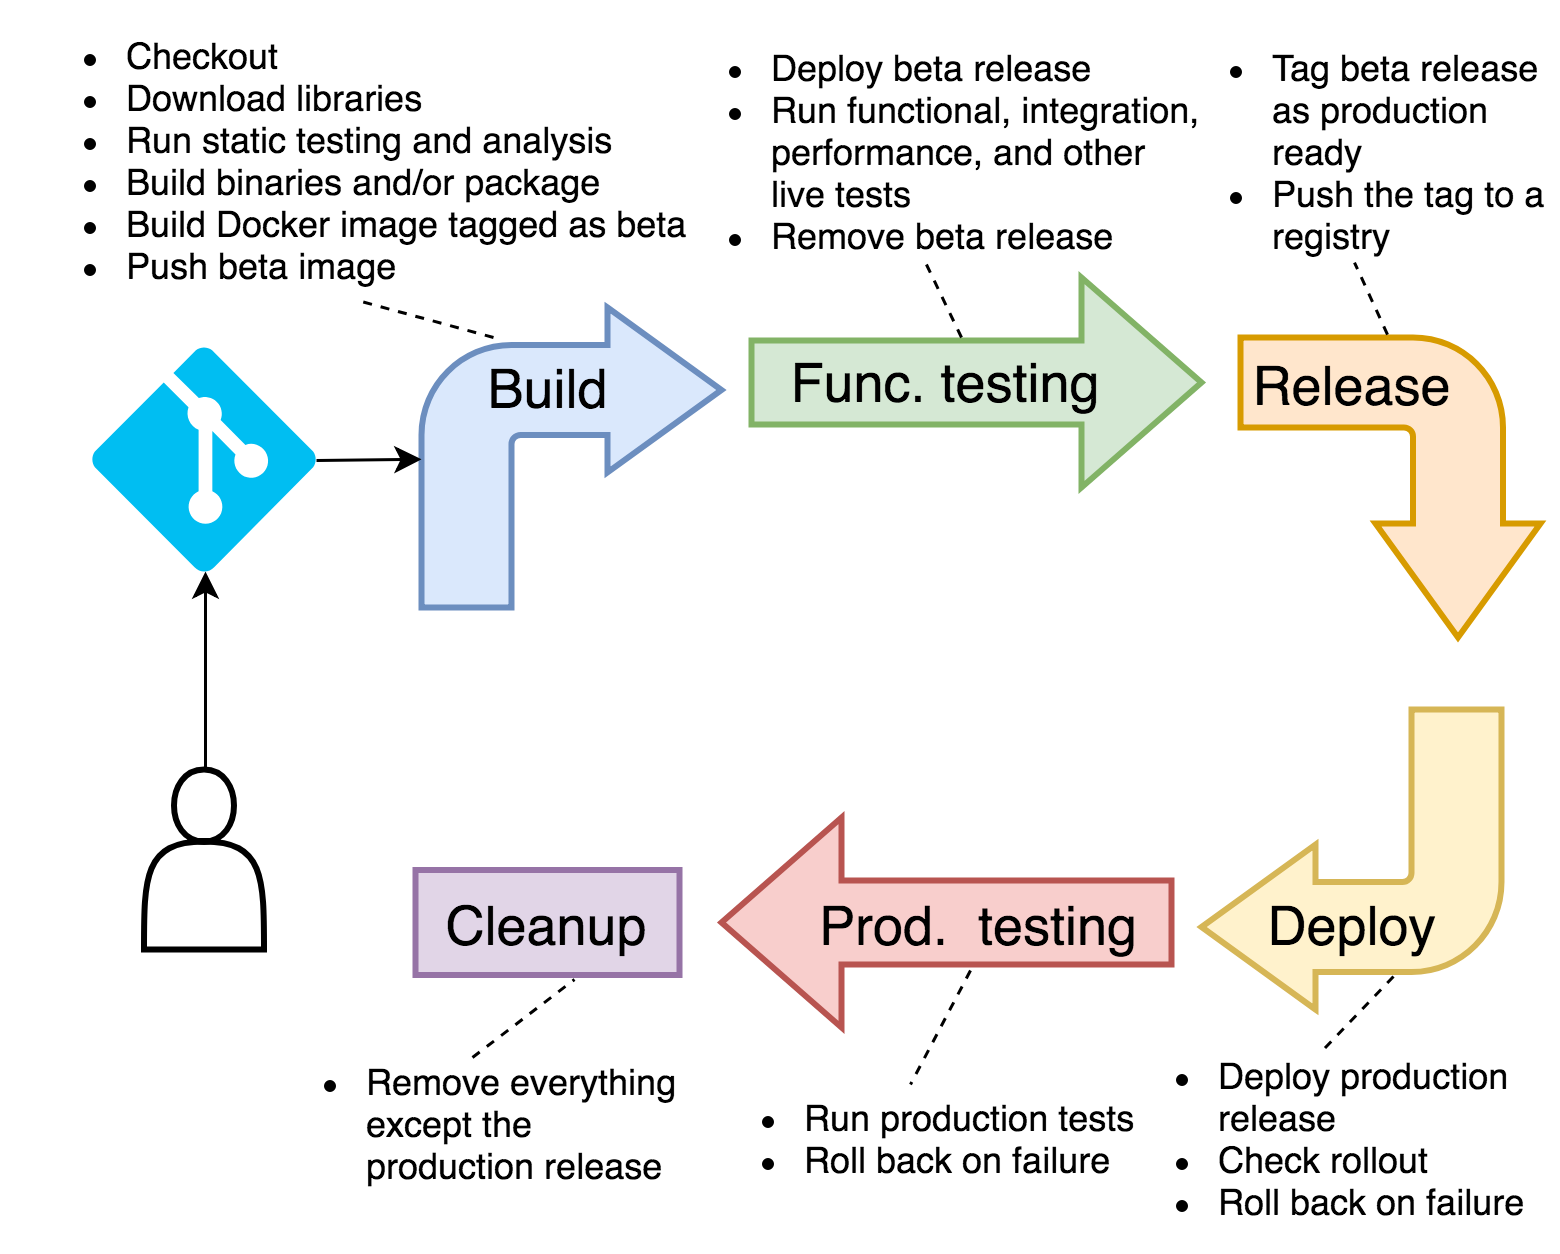 • Checkout
• Download libraries
• Run static testing and analysis
• Build binaries and/or package
• Build Docker image tagged as beta
• Push beta image
• Deploy beta release
• Run functional, integration,
performance, and other
live tests
• Remove beta release
• Tag beta release
as production
ready
• Push the tag to a
registry
Build
Func. testing
Release
Cleanup
Prod. testing
Deploy
• Remove everything
except the
production release
• Run production tests
• Roll back on failure
• Deploy production
release
• Check rollout
• Roll back on failure